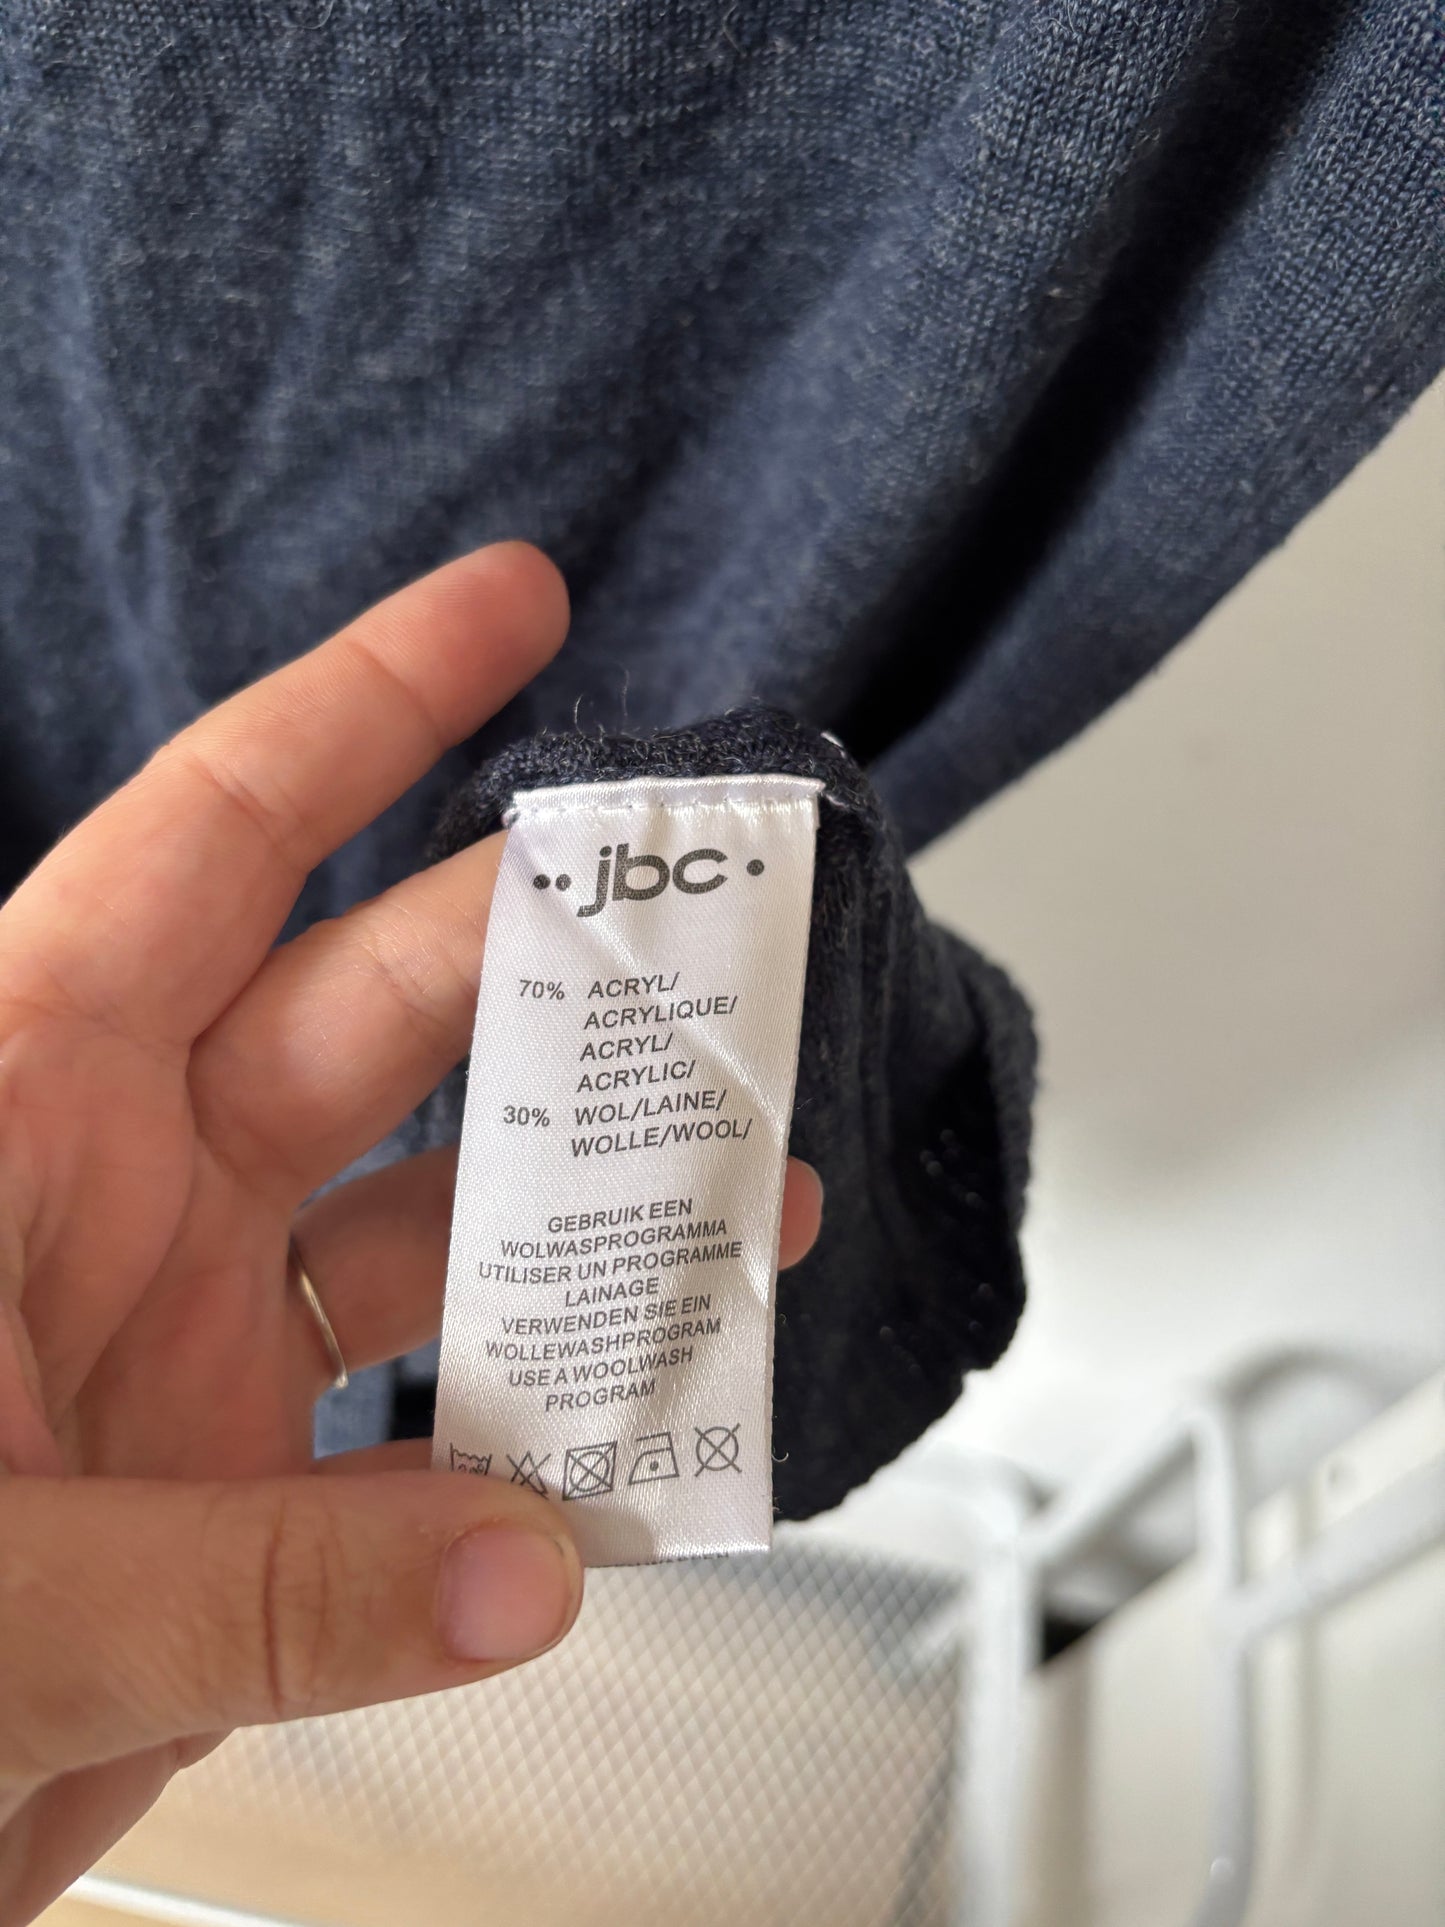 jbc
70% ACRYL/
ACRYLIQUE/
ACRYL/
ACRYLIC/
30% WOL/LAINE/
WOLLE/WOOL/
GEBRUIK EEN
WOLWASPROGRAMMA
UTILISER UN PROGRAMME
LAINAGE
VERWENDEN SIE EIN
WOLLEWASHPROGRAM
USE A WOOLWASH
PROGRAM